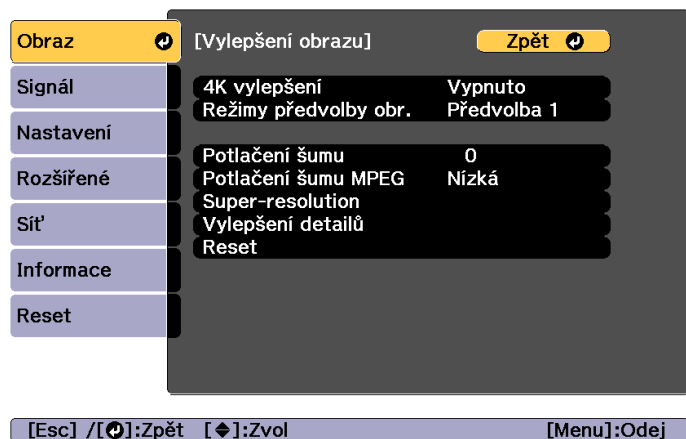 Obraz
Signál
Nastavení
Rozšířené
Síť
Informace
Reset
[Vylepšení obrazu] Zpět
4K vylepšení Vypnuto
Režimy předvolby obr. Předvolba 1
Potlačení šumu 0
Potlačení šumu MPEG Nízká
Super-resolution
Vylepšení detailů
Reset
[Esc] /[ ]:Zpět [ ]:Zvol [Menu]:Odej